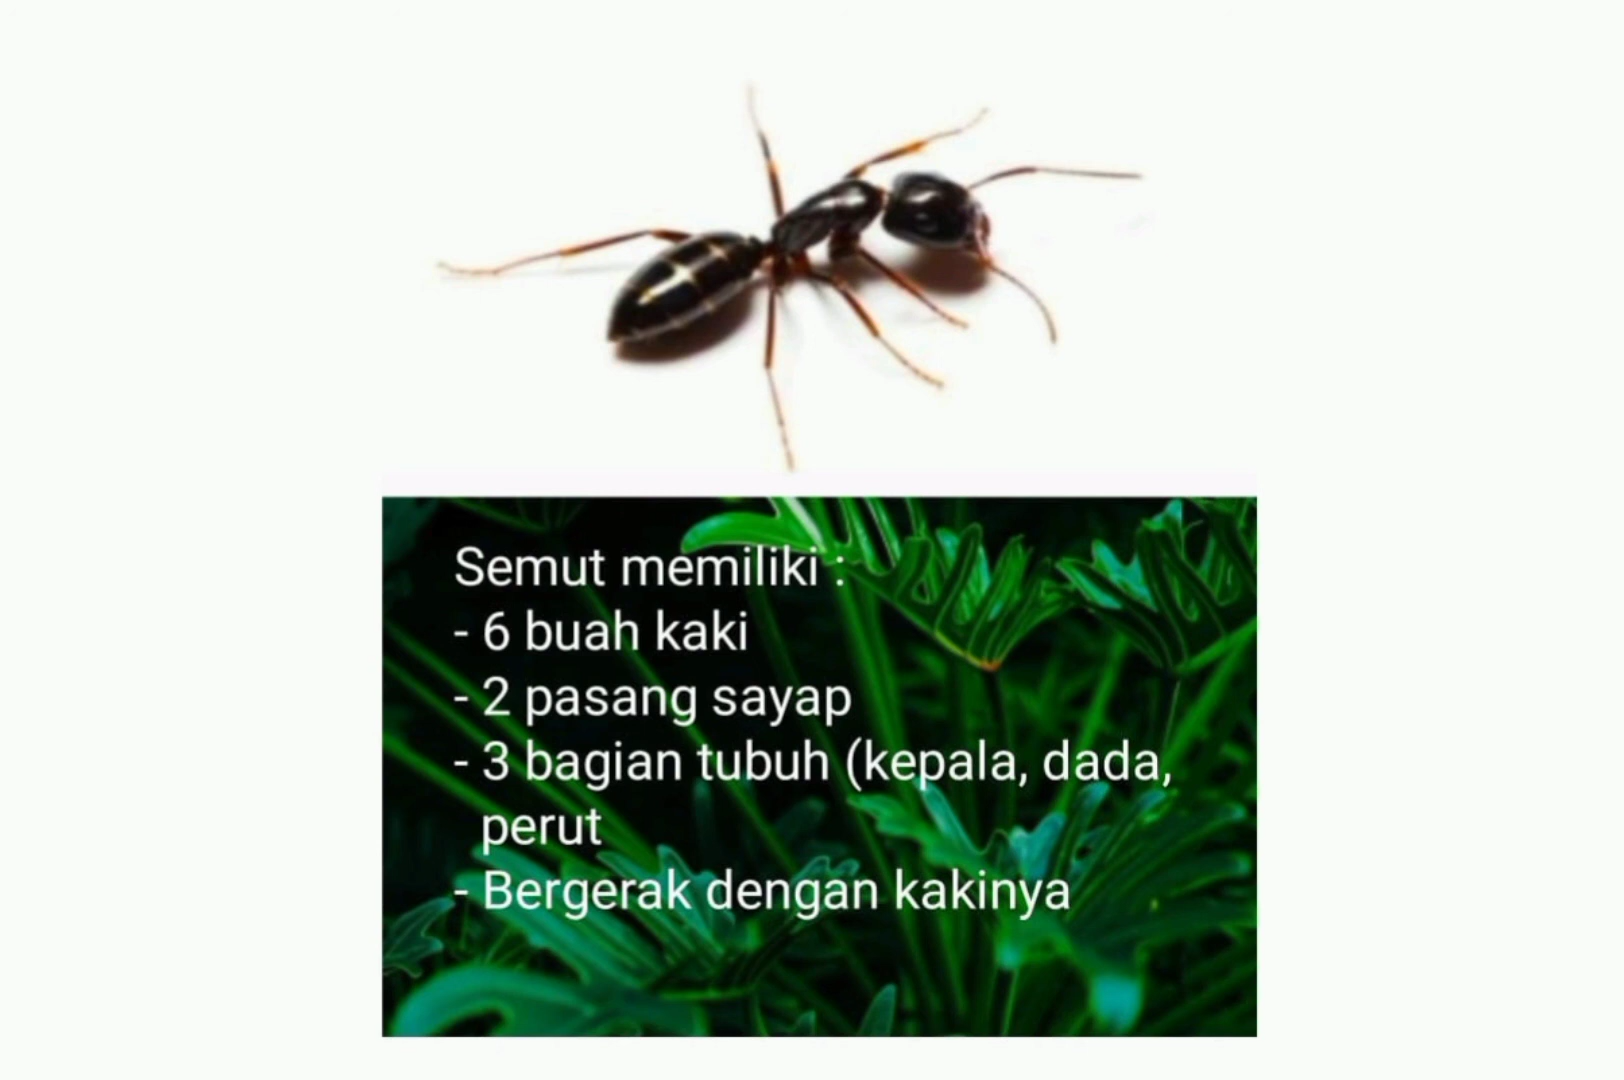 Semut memiliki :
- 6 buah kaki
- 2 pasang sayap
- 3 bagian tubuh (kepala, dada,
perut
- Bergerak dengan kakinya